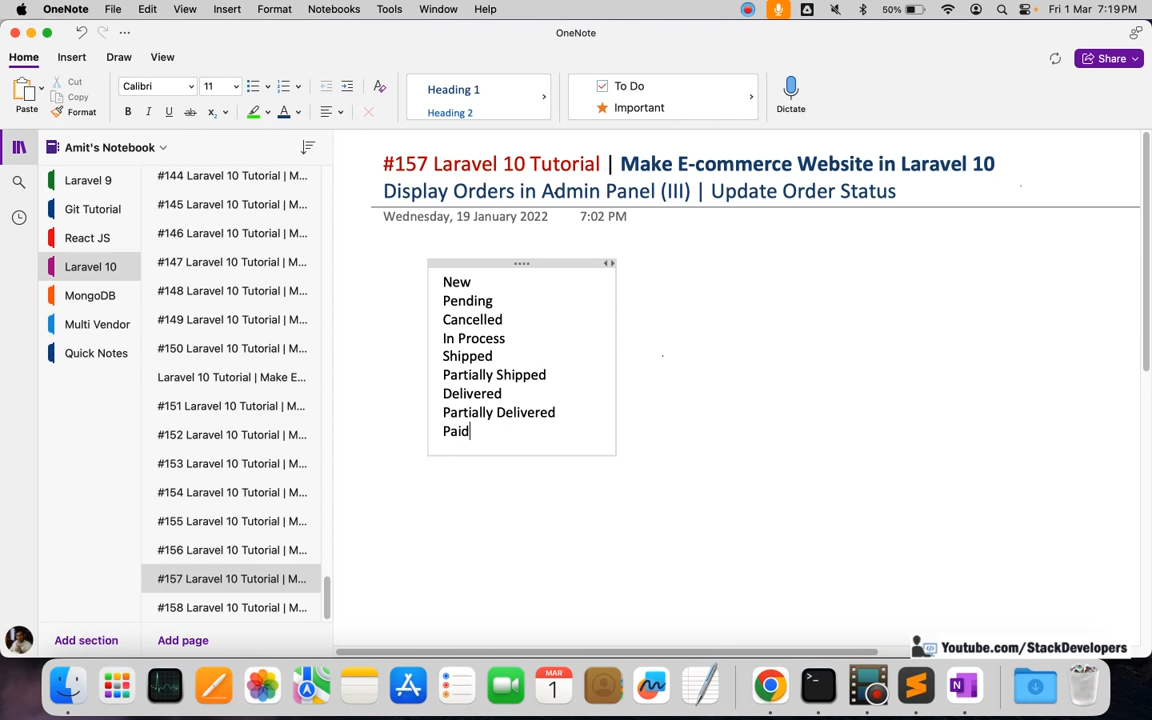 OneNote File Edit View Insert Format Notebooks Tools Window Help 50% Fri 1 Mar 7:19 PM
OneNote
Home Insert Draw View Share
Paste Cut Copy Format
Calibri 11
B I U ab x₂ A
Heading 1
Heading 2
To Do
Important
Dictate
Amit's Notebook
Laravel 9
Git Tutorial
React JS
Laravel 10
MongoDB
Multi Vendor
Quick Notes
Add section
#144 Laravel 10 Tutorial | M...
#145 Laravel 10 Tutorial | M...
#146 Laravel 10 Tutorial | M...
#147 Laravel 10 Tutorial | M...
#148 Laravel 10 Tutorial | M...
#149 Laravel 10 Tutorial | M...
#150 Laravel 10 Tutorial | M...
Laravel 10 Tutorial | Make E...
#151 Laravel 10 Tutorial | M...
#152 Laravel 10 Tutorial | M...
#153 Laravel 10 Tutorial | M...
#154 Laravel 10 Tutorial | M...
#155 Laravel 10 Tutorial | M...
#156 Laravel 10 Tutorial | M...
#157 Laravel 10 Tutorial | M...
#158 Laravel 10 Tutorial | M...
Add page
#157 Laravel 10 Tutorial | Make E-commerce Website in Laravel 10
Display Orders in Admin Panel (III) | Update Order Status
Wednesday, 19 January 2022 7:02 PM
New
Pending
Cancelled
In Process
Shipped
Partially Shipped
Delivered
Partially Delivered
Paid
Youtube.com/StackDevelopers
MAR
1